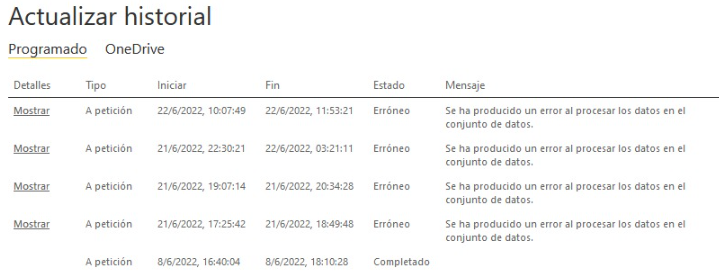 Actualizar historial
Programado OneDrive
Detalles Tipo Iniciar Fin Estado Mensaje
Mostrar A petición 22/6/2022, 10:07:49 22/6/2022, 11:53:21 Erróneo Se ha producido un error al procesar los datos en el
conjunto de datos.
Mostrar A petición 21/6/2022, 22:30:21 22/6/2022, 03:21:11 Erróneo Se ha producido un error al procesar los datos en el
conjunto de datos.
Mostrar A petición 21/6/2022, 19:07:14 21/6/2022, 20:34:28 Erróneo Se ha producido un error al procesar los datos en el
conjunto de datos.
Mostrar A petición 21/6/2022, 17:25:42 21/6/2022, 18:49:48 Erróneo Se ha producido un error al procesar los datos en el
conjunto de datos.
A petición 8/6/2022, 16:40:04 8/6/2022, 18:10:28 Completado